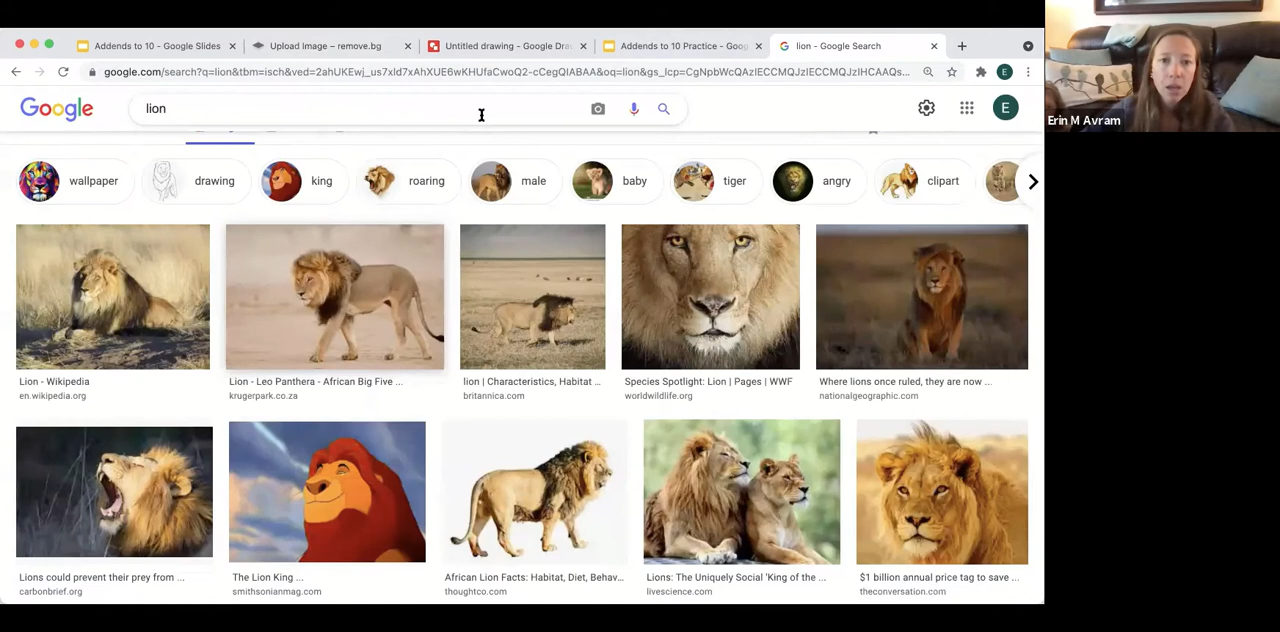 Addends to 10 - Google Slides
Upload Image – remove.bg
Untitled drawing - Google Dra
Addends to 10 Practice - Goog
lion - Google Search
google.com/search?q=lion&tbm=isch&ved=2ahUKEwj_us7xId7xAhXUE6wKHUfaCwoQ2-cCegQIABAA&oq=lion&gs_lcp=CgNpbWcQAzIECCMQJzIECCMQJzIHCAAQs...
E
Google
lion
E
Erin M Avram
wallpaper
drawing
king
roaring
male
baby
tiger
angry
clipart
Lion - Wikipedia
en.wikipedia.org
Lion - Leo Panthera - African Big Five ...
krugerpark.co.za
lion | Characteristics, Habitat ...
britannica.com
Species Spotlight: Lion | Pages | WWF
worldwildlife.org
Where lions once ruled, they are now ...
nationalgeographic.com
Lions could prevent their prey from ...
carbonbrief.org
The Lion King ...
smithsonianmag.com
African Lion Facts: Habitat, Diet, Behav...
thoughtco.com
Lions: The Uniquely Social 'King of the ...
livescience.com
$1 billion annual price tag to save ...
theconversation.com